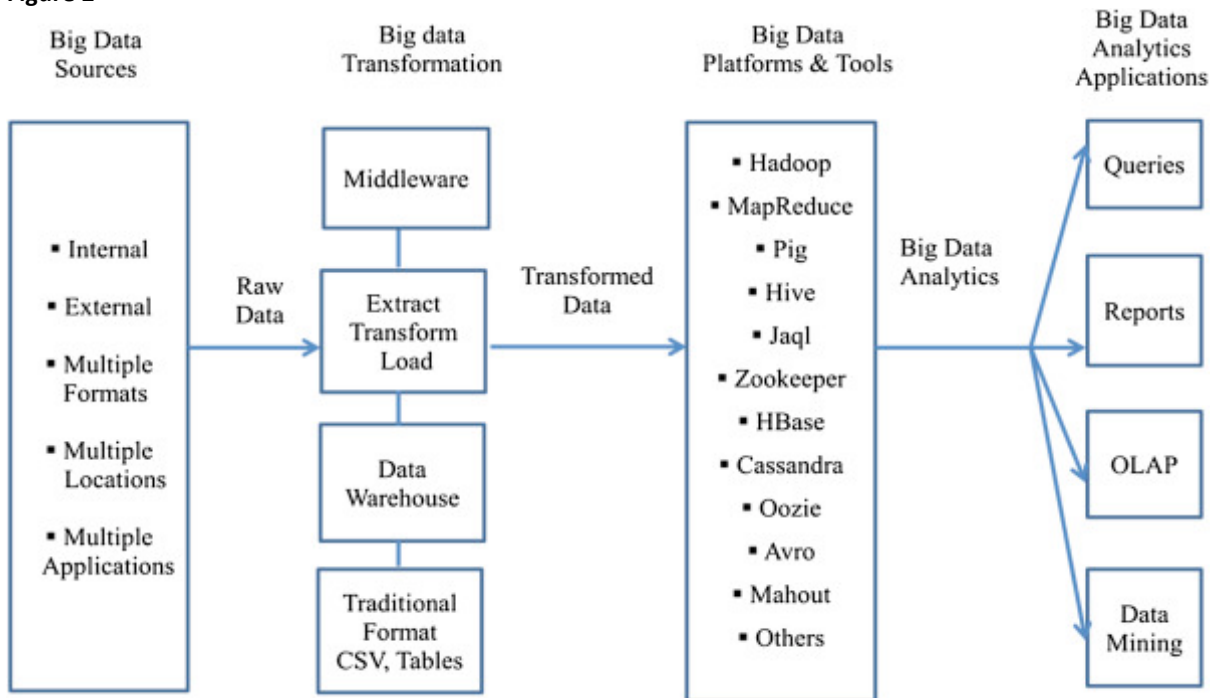 Big Data
Sources
Big data
Transformation
Big Data
Platforms & Tools
Big Data
Analytics
Applications
▪ Internal
▪ External
▪ Multiple
Formats
▪ Multiple
Locations
▪ Multiple
Applications
Raw
Data
Middleware
Extract
Transform
Load
Data
Warehouse
Traditional
Format
CSV, Tables
Transformed
Data
▪ Hadoop
▪ MapReduce
▪ Pig
▪ Hive
▪ Jaql
▪ Zookeeper
▪ HBase
▪ Cassandra
▪ Oozie
▪ Avro
▪ Mahout
▪ Others
Big Data
Analytics
Queries
Reports
OLAP
Data
Mining